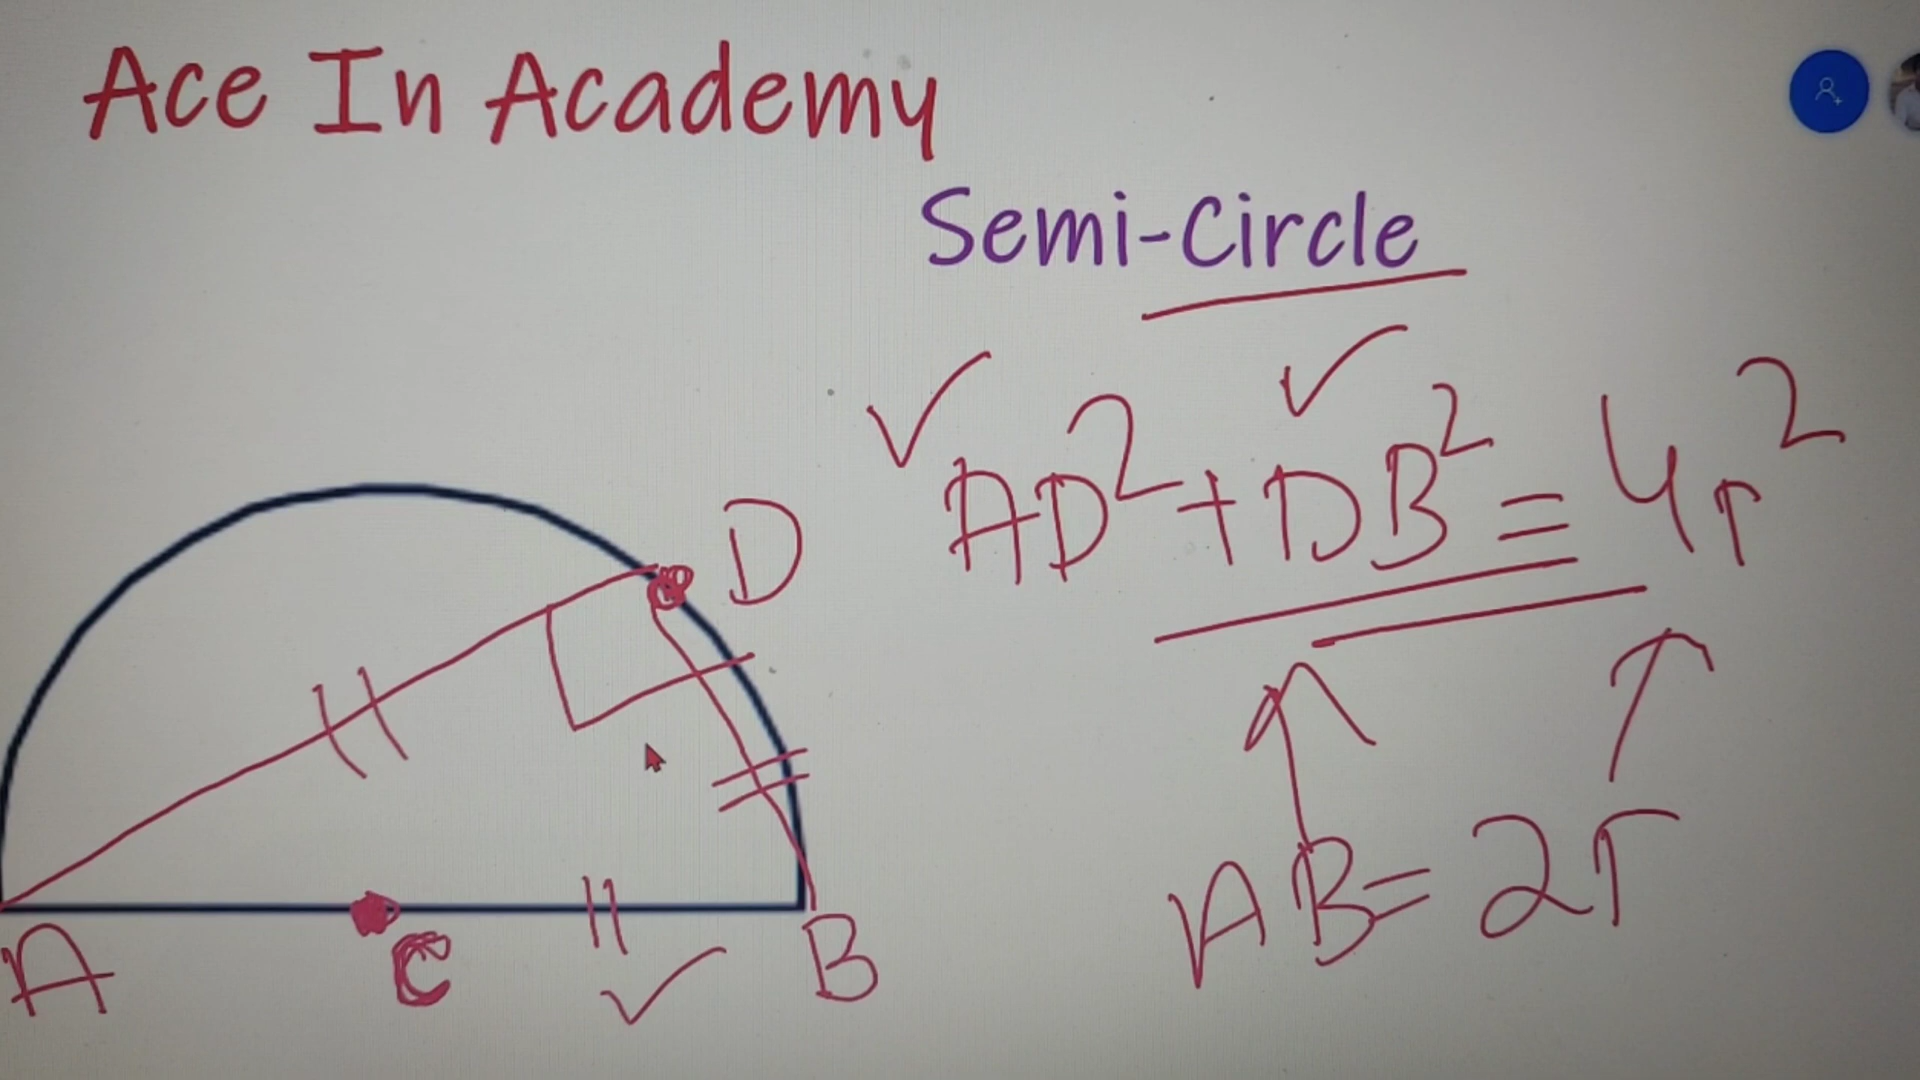 Ace In Academy
Semi-Circle
AD²+DB²=4r²
D
AB=2r
A
C
B